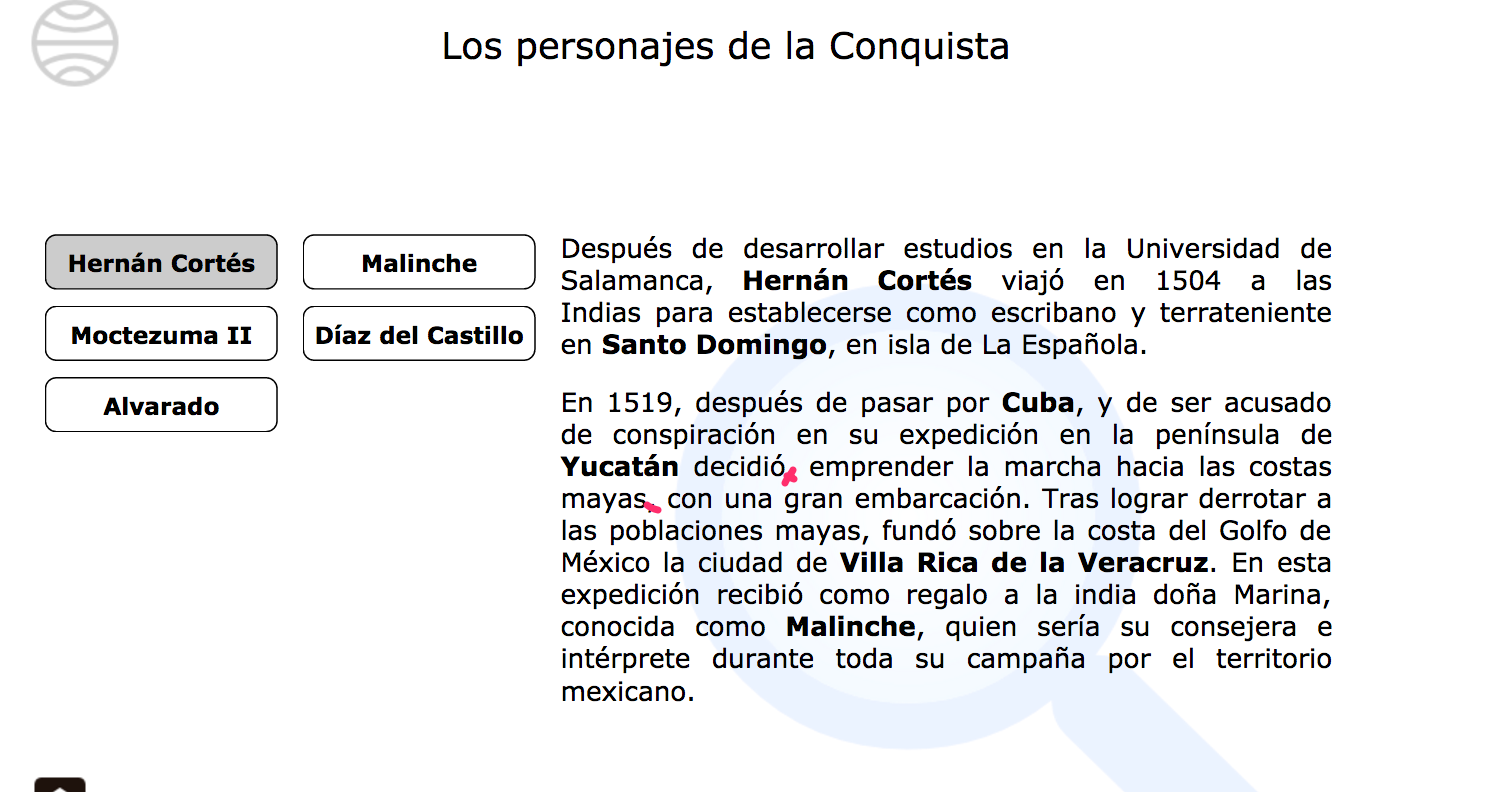 Los personajes de la Conquista
Hernán Cortés
Malinche
Moctezuma II
Díaz del Castillo
Alvarado
Después de desarrollar estudios en la Universidad de
Salamanca, Hernán Cortés viajó en 1504 a las
Indias para establecerse como escribano y terrateniente
en Santo Domingo, en isla de La Española.
En 1519, después de pasar por Cuba, y de ser acusado
de conspiración en su expedición en la península de
Yucatán decidió, emprender la marcha hacia las costas
mayas, con una gran embarcación. Tras lograr derrotar a
las poblaciones mayas, fundó sobre la costa del Golfo de
México la ciudad de Villa Rica de la Veracruz. En esta
expedición recibió como regalo a la india doña Marina,
conocida como Malinche, quien sería su consejera e
intérprete durante toda su campaña por el territorio
mexicano.